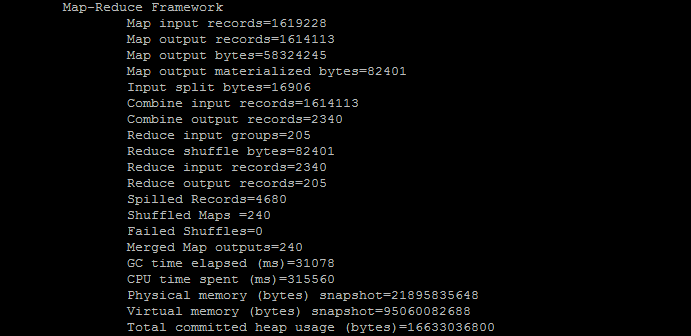 Map-Reduce Framework
Map input records=1619228
Map output records=1614113
Map output bytes=58324245
Map output materialized bytes=82401
Input split bytes=16906
Combine input records=1614113
Combine output records=2340
Reduce input groups=205
Reduce shuffle bytes=82401
Reduce input records=2340
Reduce output records=205
Spilled Records=4680
Shuffled Maps =240
Failed Shuffles=0
Merged Map outputs=240
GC time elapsed (ms)=31078
CPU time spent (ms)=315560
Physical memory (bytes) snapshot=21895835648
Virtual memory (bytes) snapshot=95060082688
Total committed heap usage (bytes)=16633036800